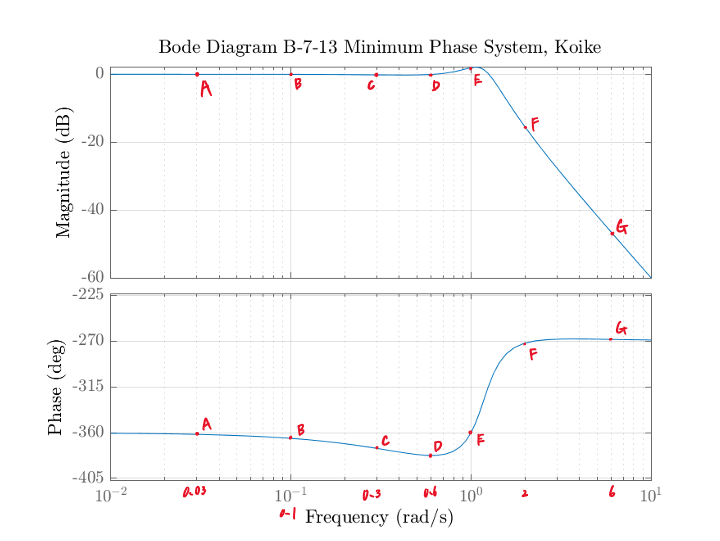 Bode Diagram B-7-13 Minimum Phase System, Koike
Magnitude (dB)
0
-20
-40
-60
A
B
C
D
E
F
G
Phase (deg)
-225
-270
-315
-360
-405
A
B
C
D
E
F
G
10^-2
10^-1
10^0
10^1
0.03
0.1
0.3
0.6
2
6
Frequency (rad/s)